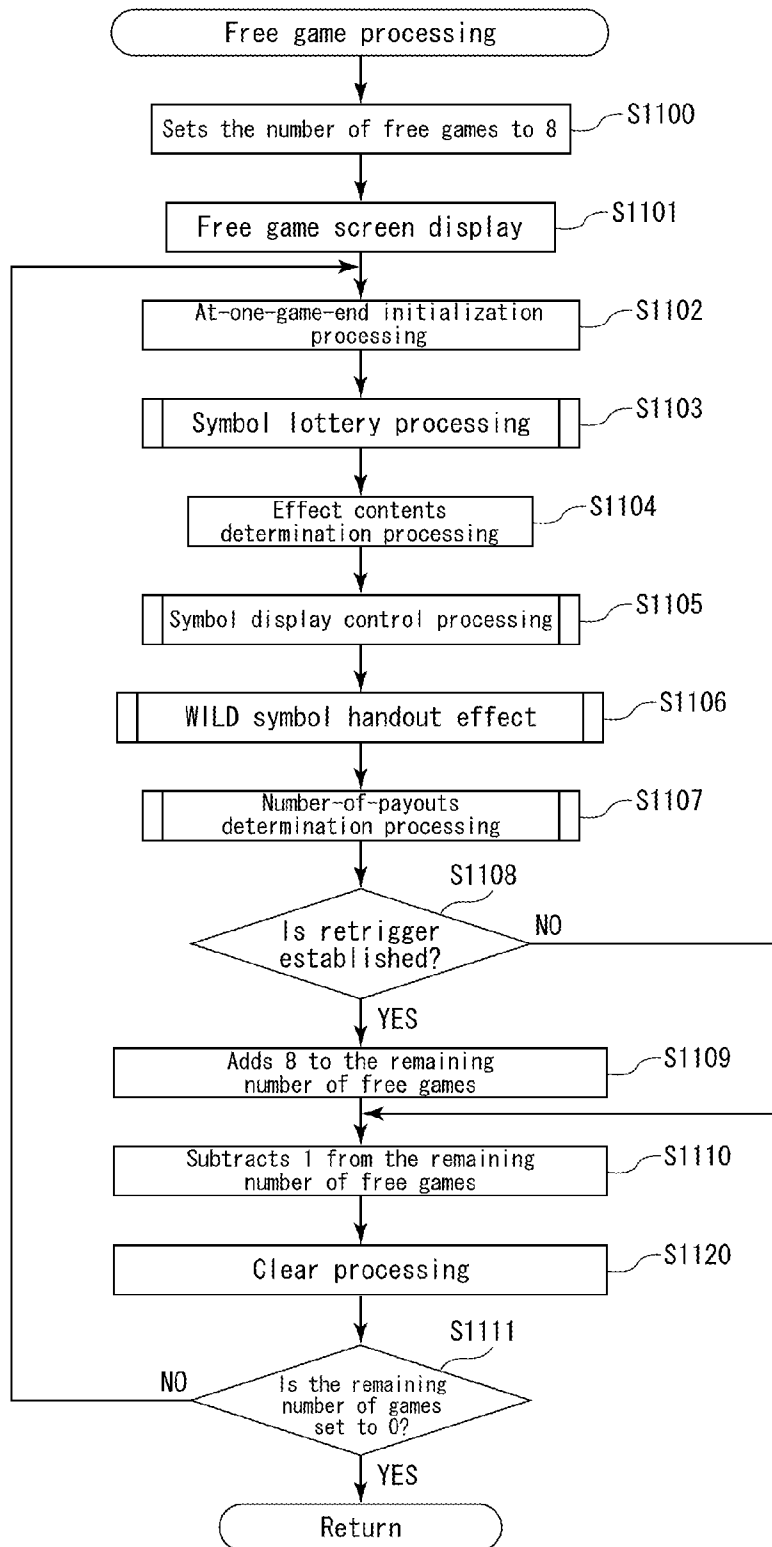 Free game processing
Sets the number of free games to 8
S1100
Free game screen display
S1101
At-one-game-end initialization
processing
S1102
Symbol lottery processing
S1103
Effect contents
determination processing
S1104
Symbol display control processing
S1105
WILD symbol handout effect
S1106
Number-of-payouts
determination processing
S1107
S1108
Is retrigger
established?
NO
YES
Adds 8 to the remaining
number of free games
S1109
Subtracts 1 from the remaining
number of free games
S1110
Clear processing
S1120
S1111
NO
Is the remaining
number of games
set to 0?
YES
Return